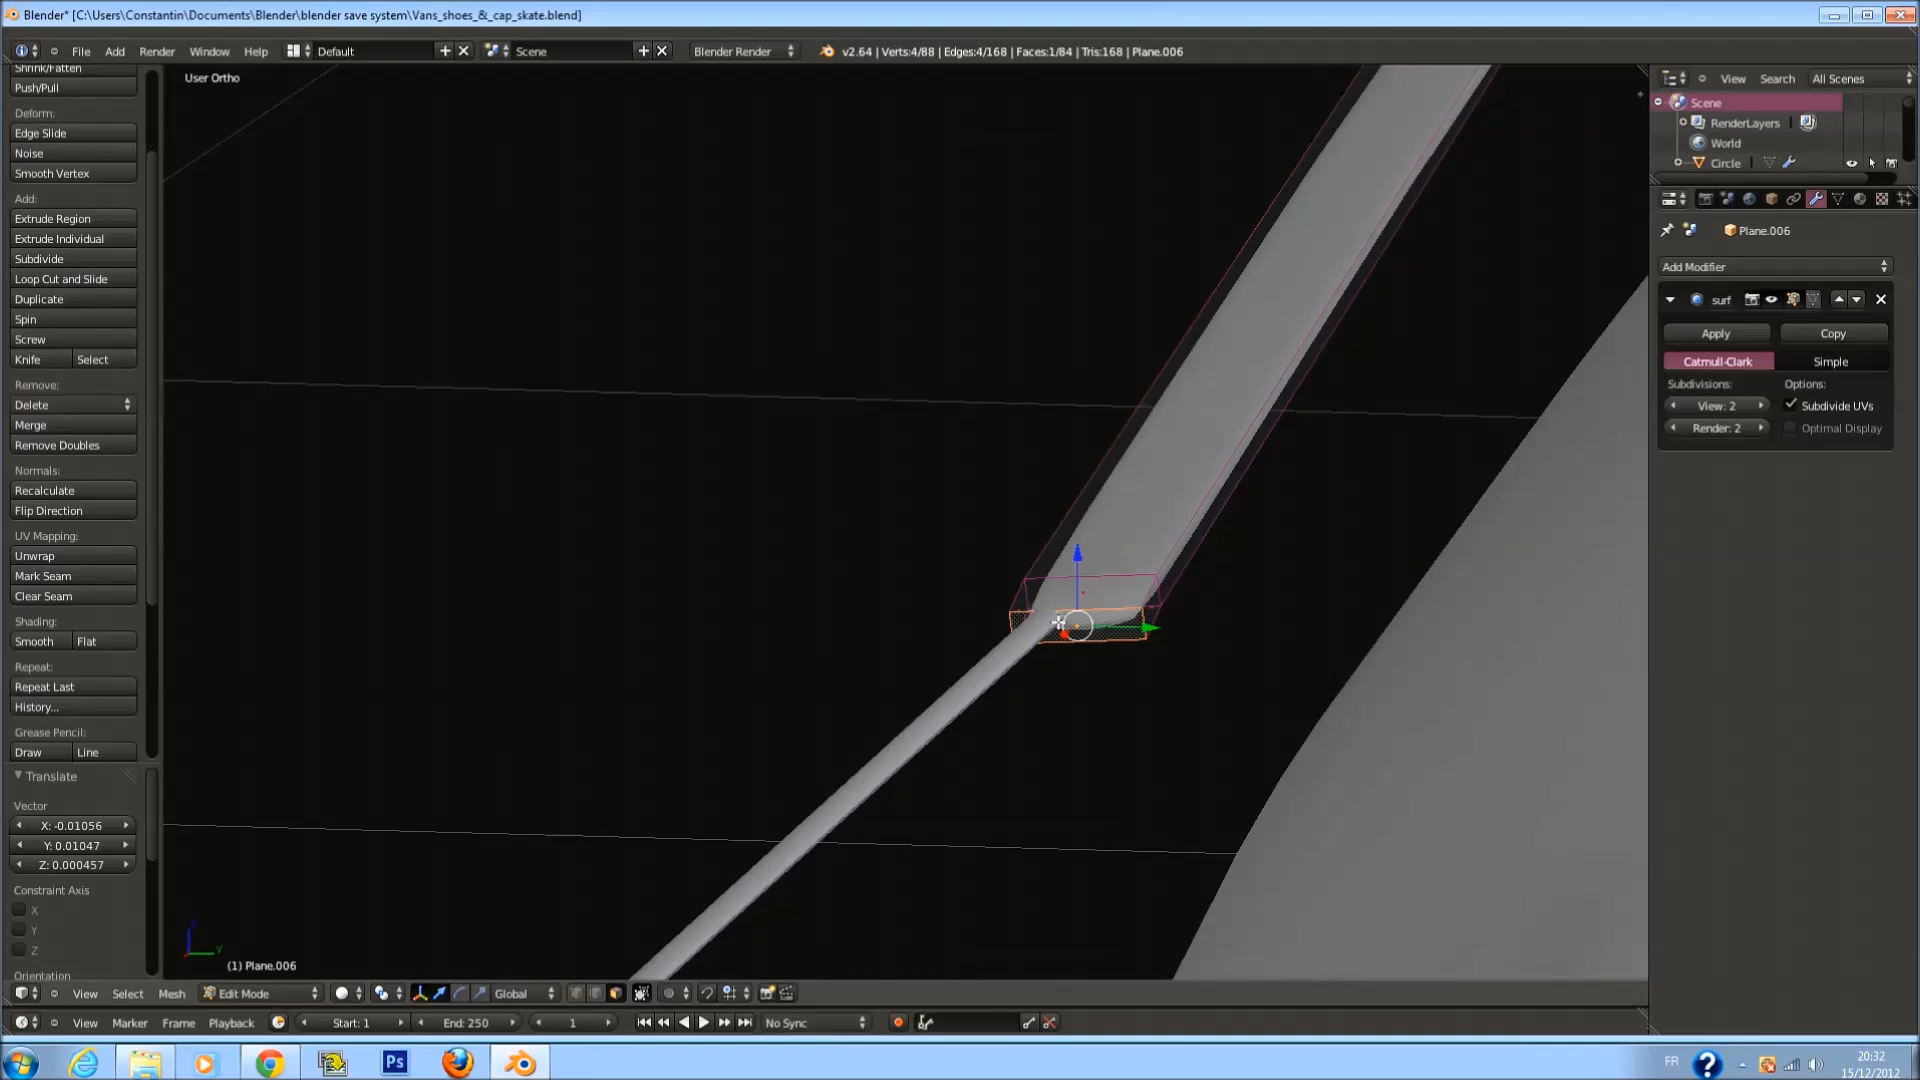 Blender* [C:\Users\Constantin\Documents\Blender\blender save system\Vans_shoes_&_cap_skate.blend]
File Add Render Window Help Default Scene Blender Render v2.64 | Verts:4/88 | Edges:4/168 | Faces:1/84 | Tris:168 | Plane.006
Shrink/Fatten
Push/Pull
Deform:
Edge Slide
Noise
Smooth Vertex
Add:
Extrude Region
Extrude Individual
Subdivide
Loop Cut and Slide
Duplicate
Spin
Screw
Knife Select
Remove:
Delete
Merge
Remove Doubles
Normals:
Recalculate
Flip Direction
UV Mapping:
Unwrap
Mark Seam
Clear Seam
Shading:
Smooth Flat
Repeat:
Repeat Last
History...
Grease Pencil:
Draw Line
Translate
Vector
X: -0.01056
Y: 0.01047
Z: 0.000457
Constraint Axis
X
Y
Z
Orientation
User Ortho
z
y
(1) Plane.006
View Search All Scenes
Scene
RenderLayers
World
Circle
Plane.006
Add Modifier
surf
Apply Copy
Catmull-Clark Simple
Subdivisions: Options:
View: 2 Subdivide UVs
Render: 2 Optimal Display
View Select Mesh Edit Mode Global
View Marker Frame Playback Start: 1 End: 250 1 No Sync
Ps
FR
?
20:32
15/12/2012